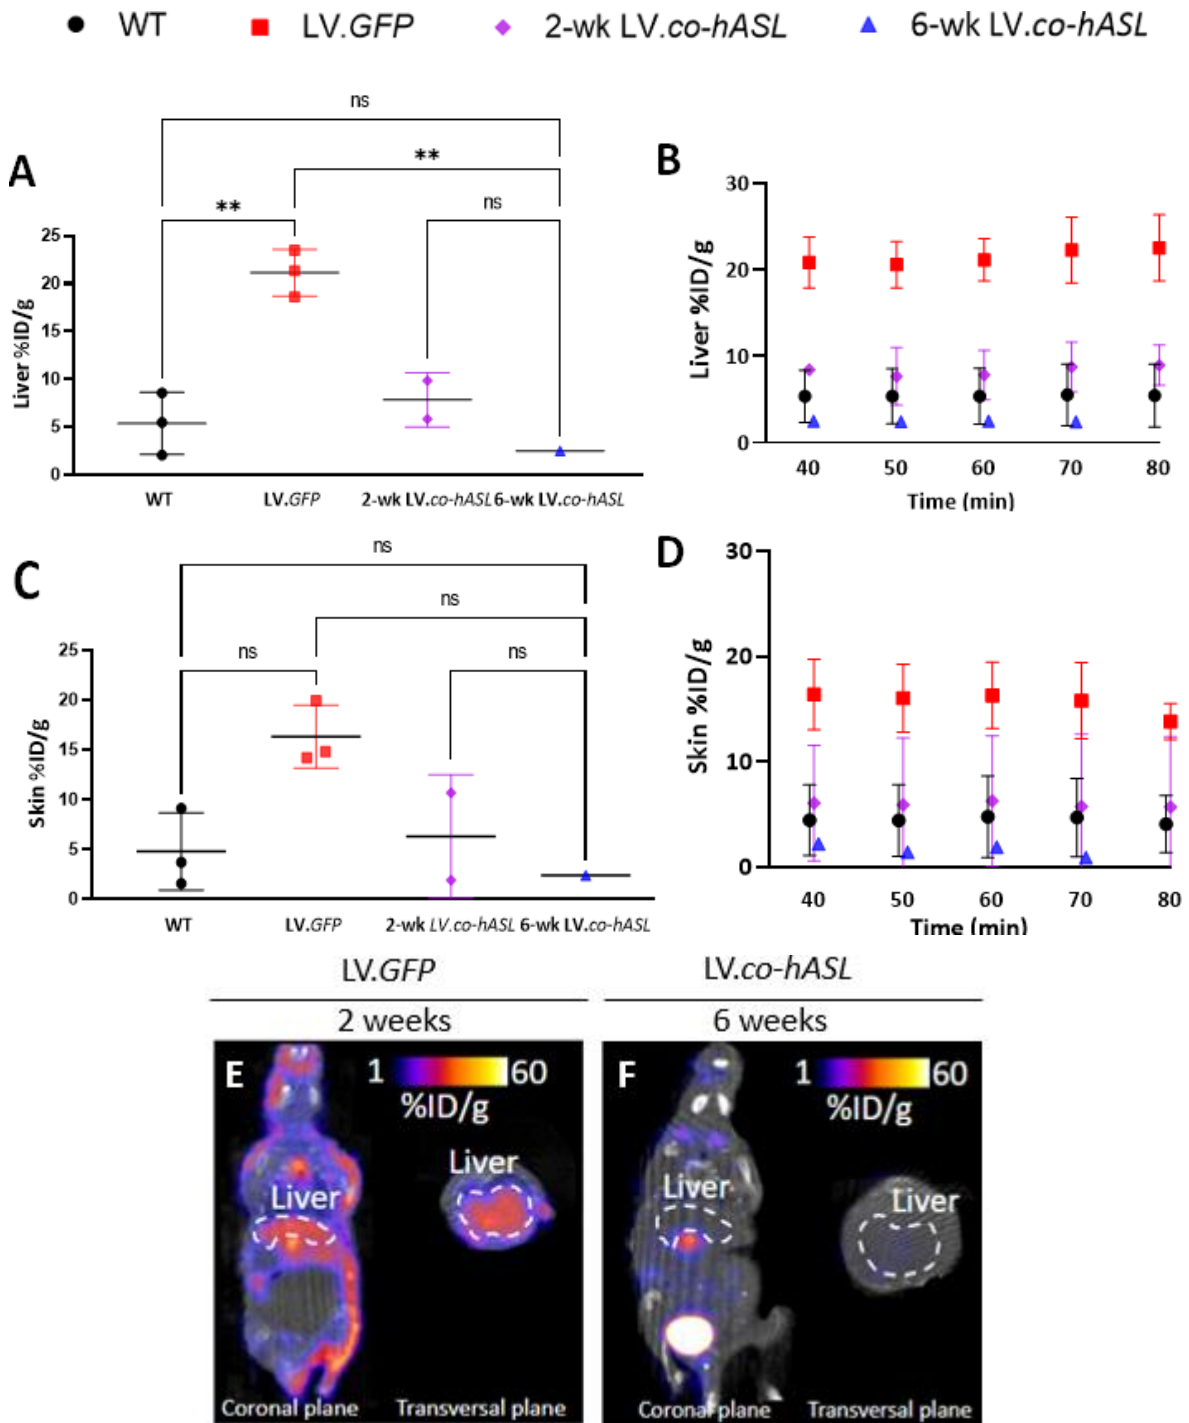 WT LV.GFP 2-wk LV.co-hASL 6-wk LV.co-hASL
A
ns
**
**
ns
Liver %ID/g
25
20
15
10
5
0
WT LV.GFP 2-wk LV.co-hASL 6-wk LV.co-hASL
B
Liver %ID/g
30
20
10
0
40 50 60 70 80
Time (min)
C
ns
ns
ns
ns
Skin %ID/g
25
20
15
10
5
0
WT LV.GFP 2-wk LV.co-hASL 6-wk LV.co-hASL
D
Skin %ID/g
30
20
10
0
40 50 60 70 80
Time (min)
LV.GFP
2 weeks
E
1 60
%ID/g
Liver
Liver
Coronal plane Transversal plane
LV.co-hASL
6 weeks
F
1 60
%ID/g
Liver
Liver
Coronal plane Transversal plane